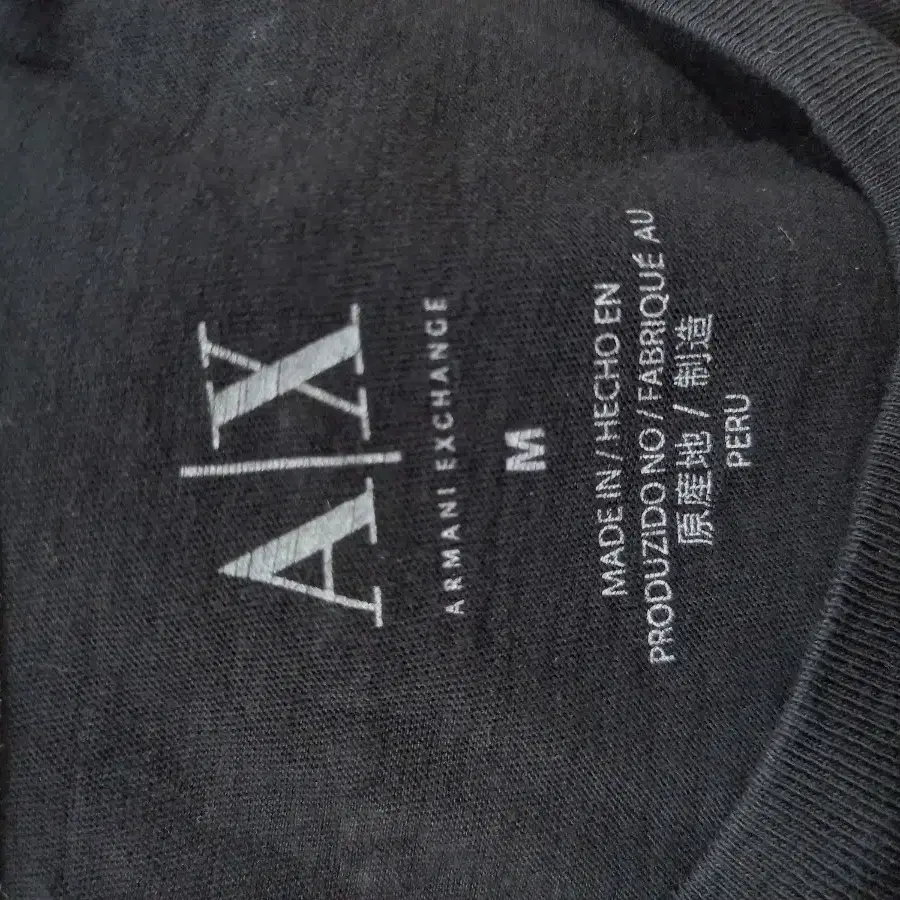 A|X
ARMANI EXCHANGE
M
MADE IN / HECHO EN
PRODUZIDO NO / FABRIQUÉ AU
原産地 / 制造
PERU